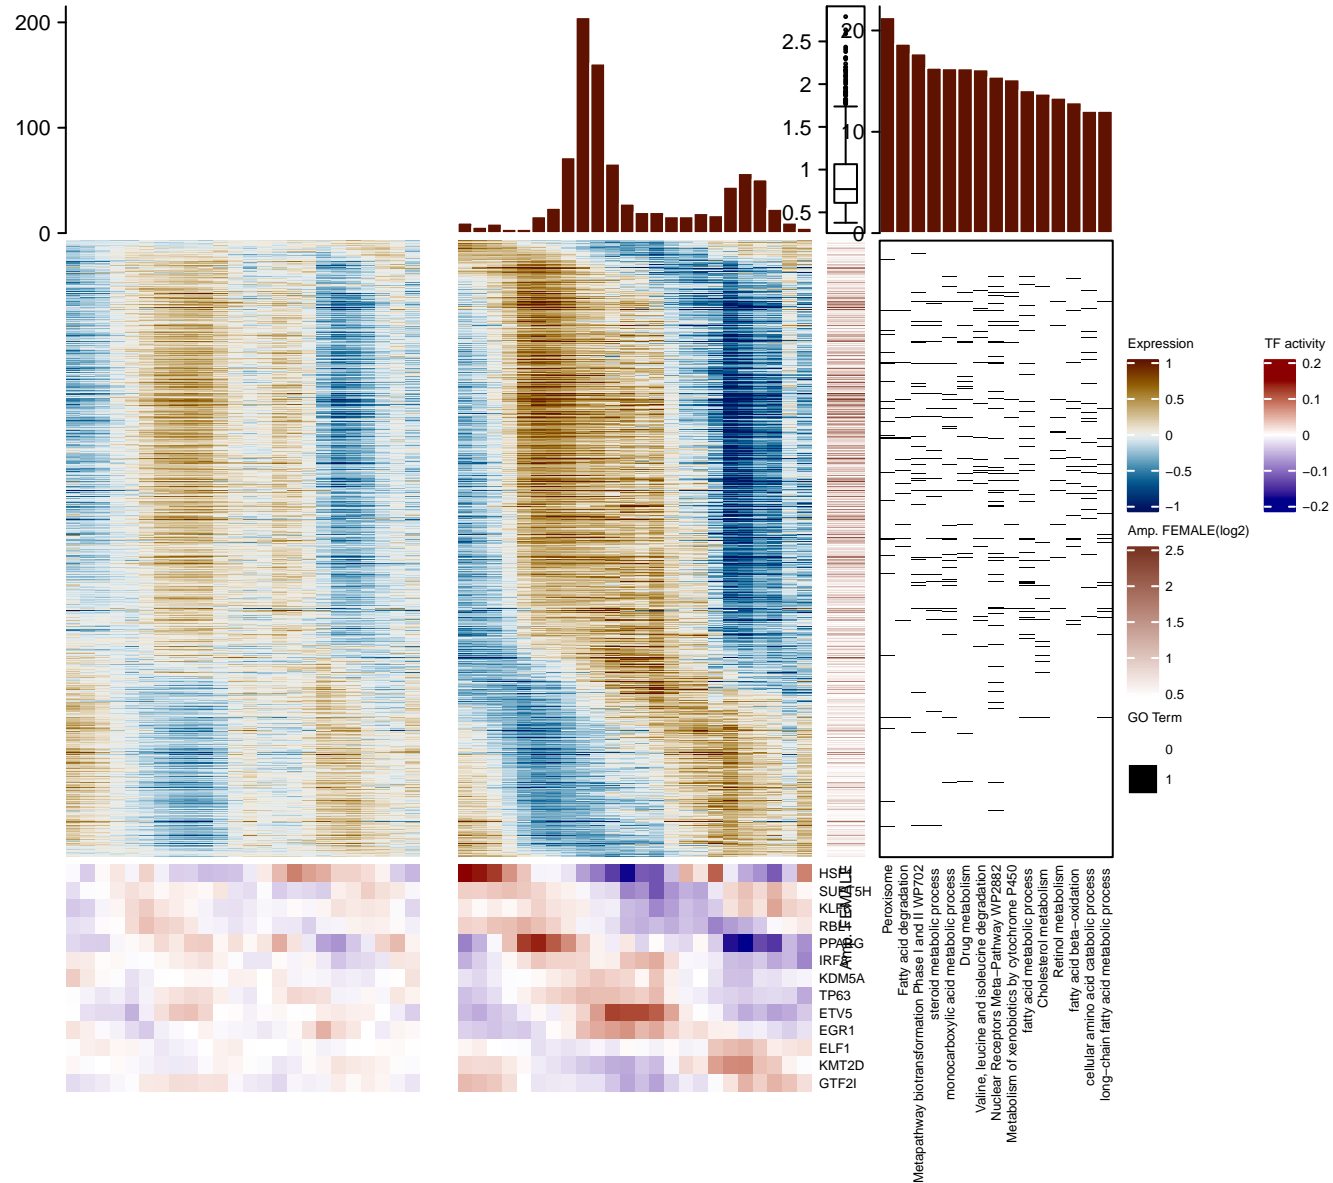 200
100
0
2.5
2
1.5
1
0.5
20
10
0
Expression
1
0.5
0
−0.5
−1
TF activity
0.2
0.1
0
−0.1
−0.2
Amp. FEMALE(log2)
2.5
2
1.5
1
0.5
GO Term
0
1
SUPT5H
PPARG
KDM5A
TP63
ETV5
EGR1
ELF1
KMT2D
GTF2I
Amp. FEMALE
Peroxisome
Fatty acid degradation
Metapathway biotransformation Phase I and II WP702
steroid metabolic process
monocarboxylic acid metabolic process
Drug metabolism
Valine, leucine and isoleucine degradation
Nuclear Receptors Meta−Pathway WP2882
Metabolism of xenobiotics by cytochrome P450
fatty acid metabolic process
Cholesterol metabolism
Retinol metabolism
fatty acid beta−oxidation
cellular amino acid catabolic process
long−chain fatty acid metabolic process